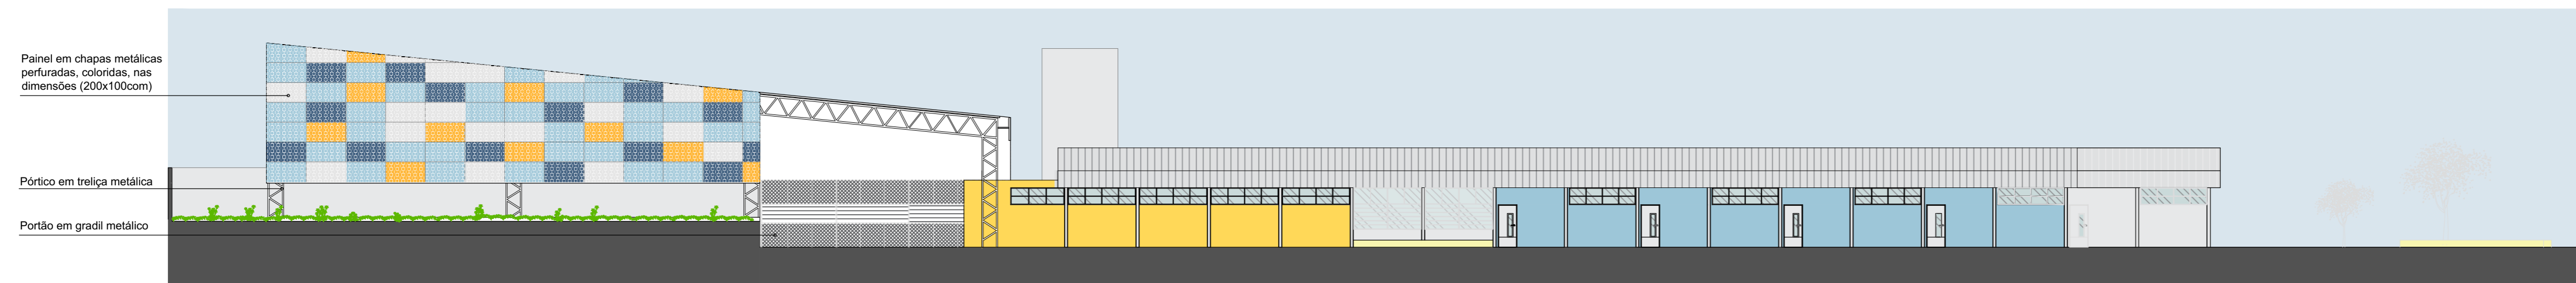 Painel em chapas metálicas
perfuradas, coloridas, nas
dimensões (200x100com)
Pórtico em treliça metálica
Portão em gradil metálico